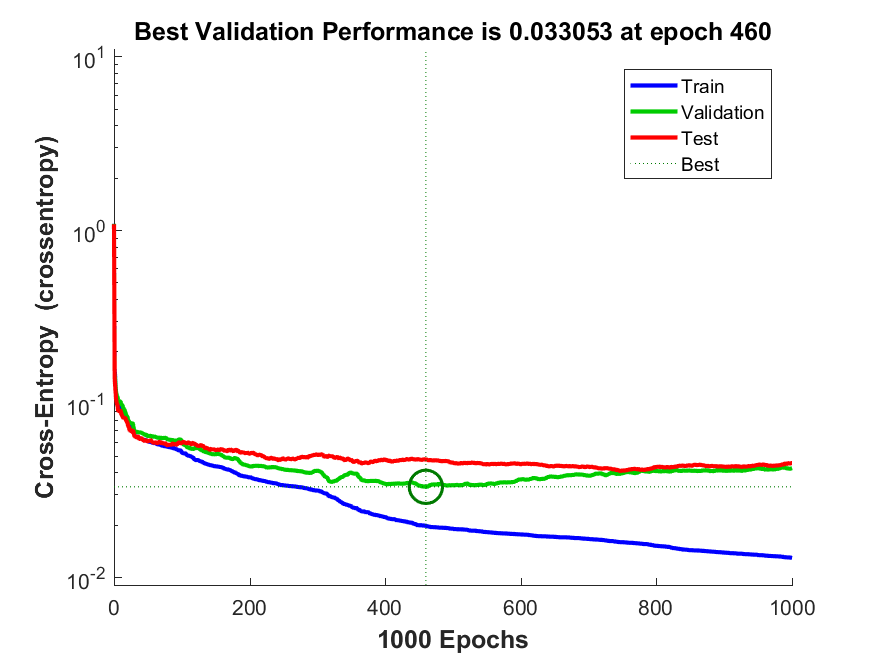 Best Validation Performance is 0.033053 at epoch 460
Cross-Entropy (crossentropy)
10^1
10^0
10^-1
10^-2
Train
Validation
Test
Best
0 200 400 600 800 1000
1000 Epochs